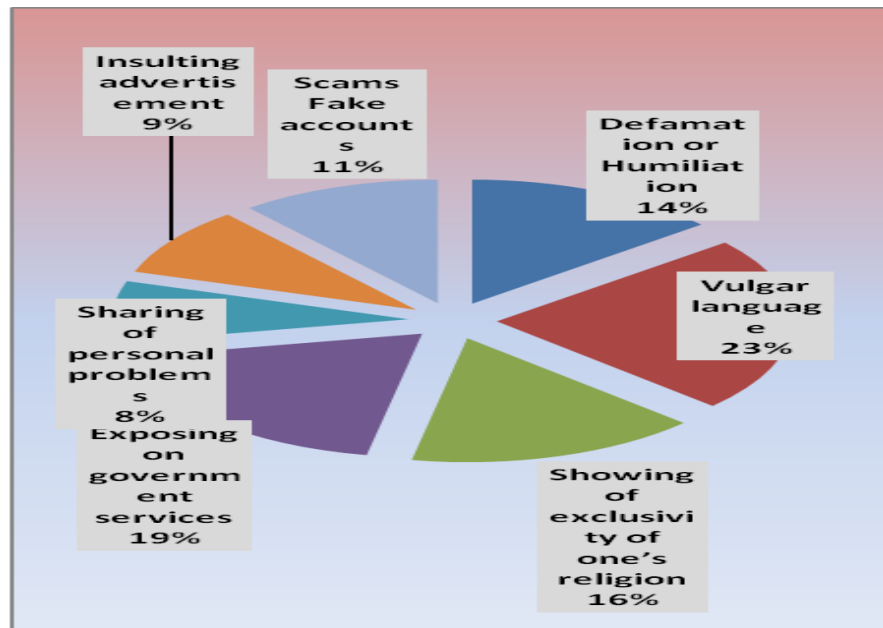 Insulting
advertis
ement
9%
Scams
Fake
account
s
11%
Defamat
ion or
Humiliat
ion
14%
Vulgar
languag
e
23%
Sharing
of
personal
problem
s
8%
Exposing
on
governm
ent
services
19%
Showing
of
exclusivi
ty of
one’s
religion
16%